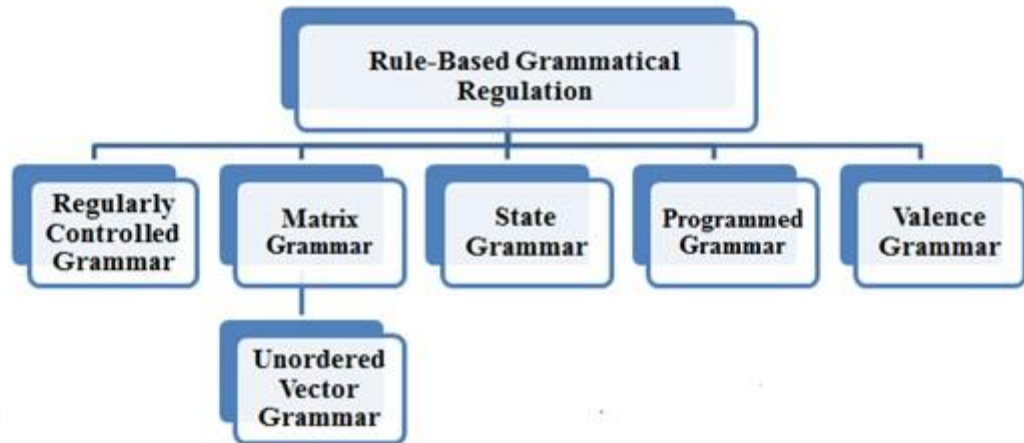 Rule-Based Grammatical
Regulation
Regularly
Controlled
Grammar
Matrix
Grammar
State
Grammar
Programmed
Grammar
Valence
Grammar
Unordered
Vector
Grammar